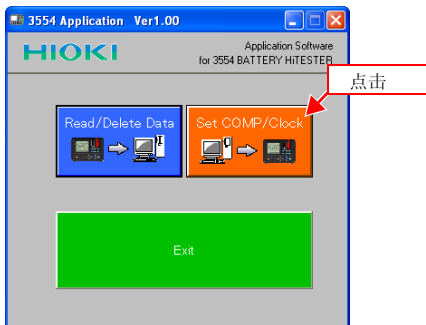 3554 Application Ver1.00
HIOKI
Application Software
for 3554 BATTERY HiTESTER
点击
Read/Delete Data
Set COMP/Clock
Exit